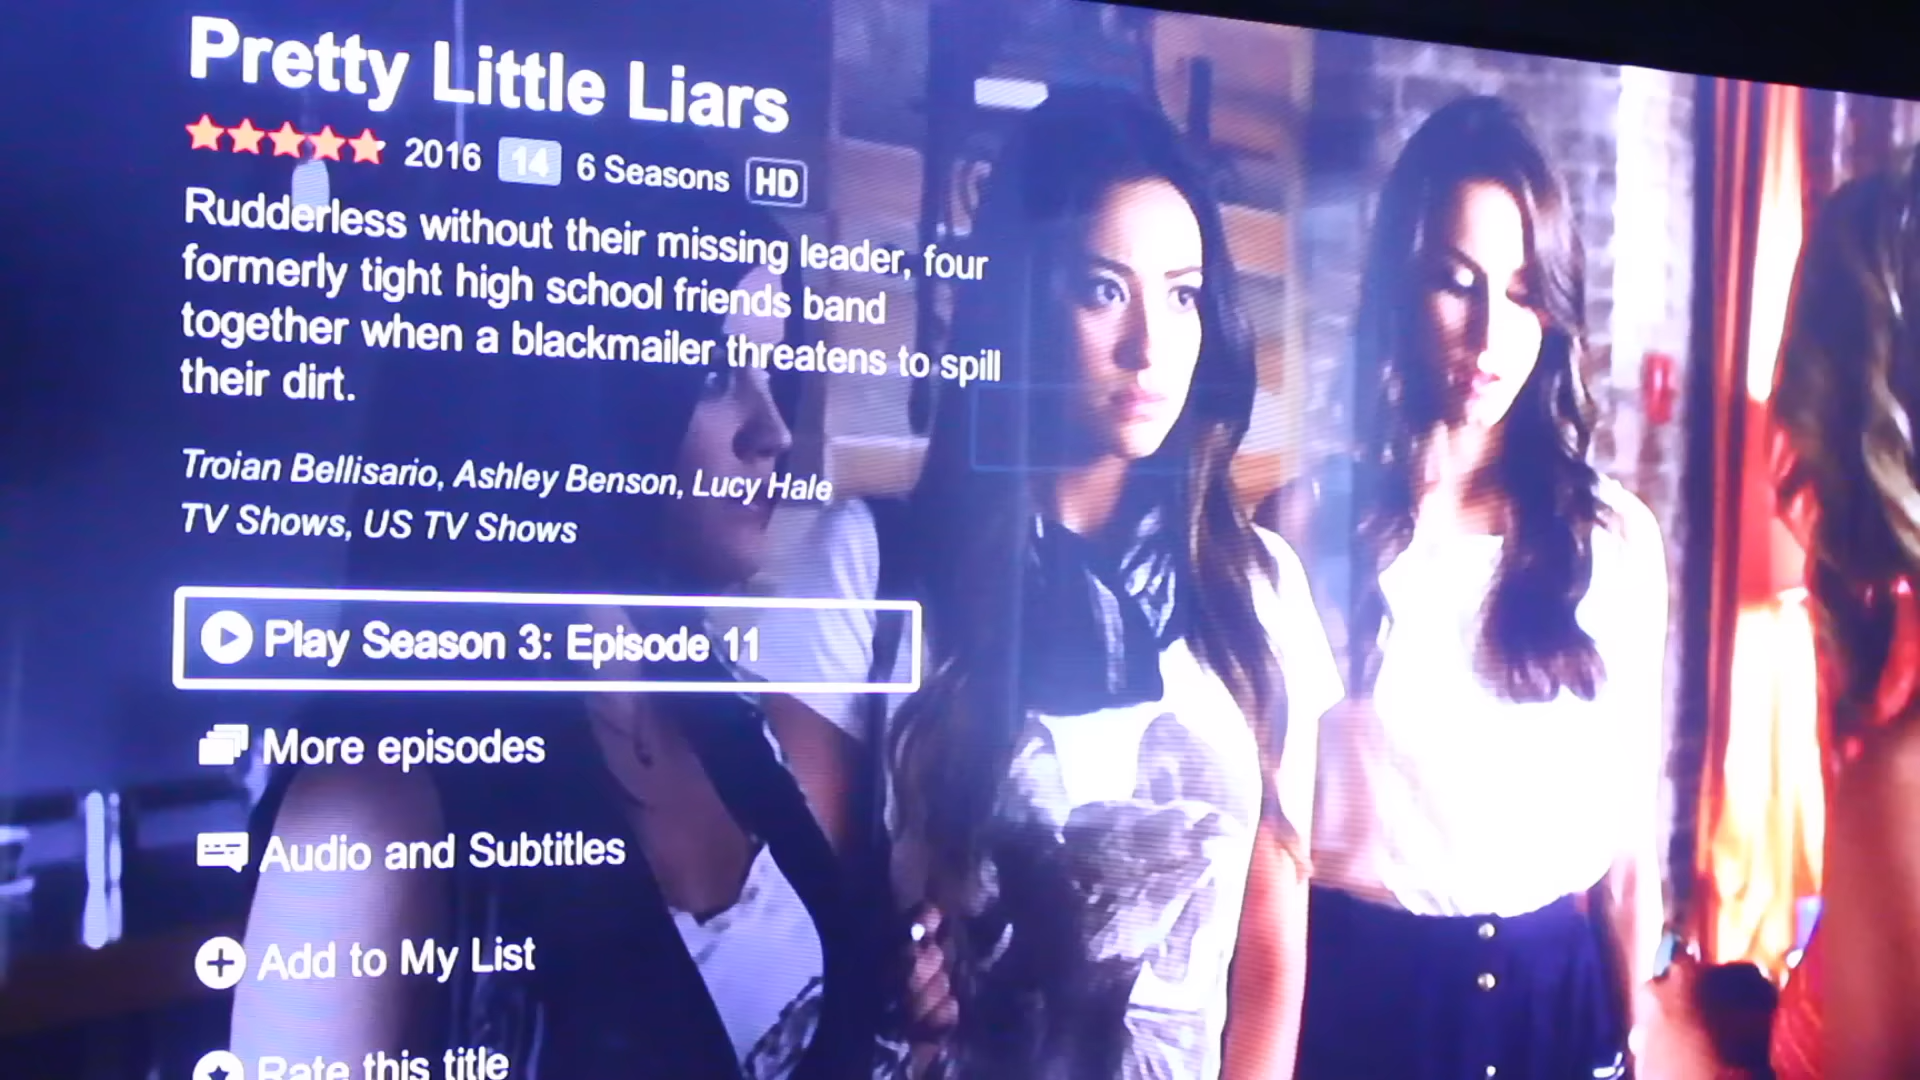 Pretty Little Liars
2016 14 6 Seasons HD
Rudderless without their missing leader, four
formerly tight high school friends band
together when a blackmailer threatens to spill
their dirt.
Troian Bellisario, Ashley Benson, Lucy Hale
TV Shows, US TV Shows
Play Season 3: Episode 11
More episodes
Audio and Subtitles
Add to My List
Rate this title